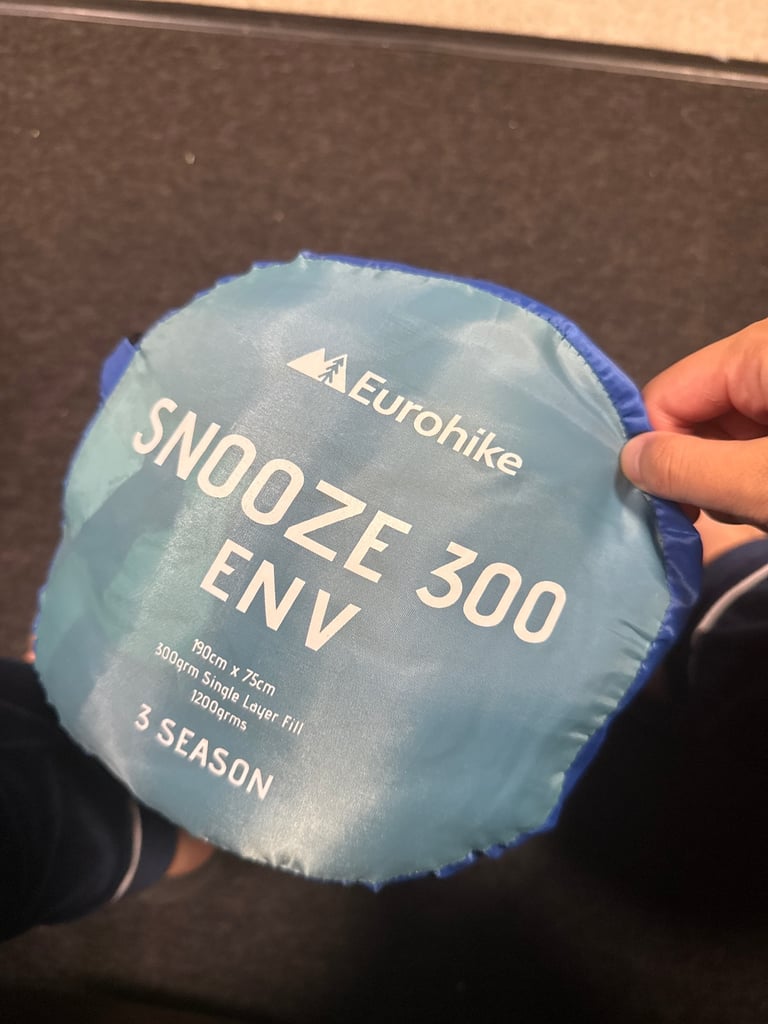 Eurohike
SNOOZE 300
ENV
190cm x 75cm
300grm Single Layer Fill
1200grms
3 SEASON